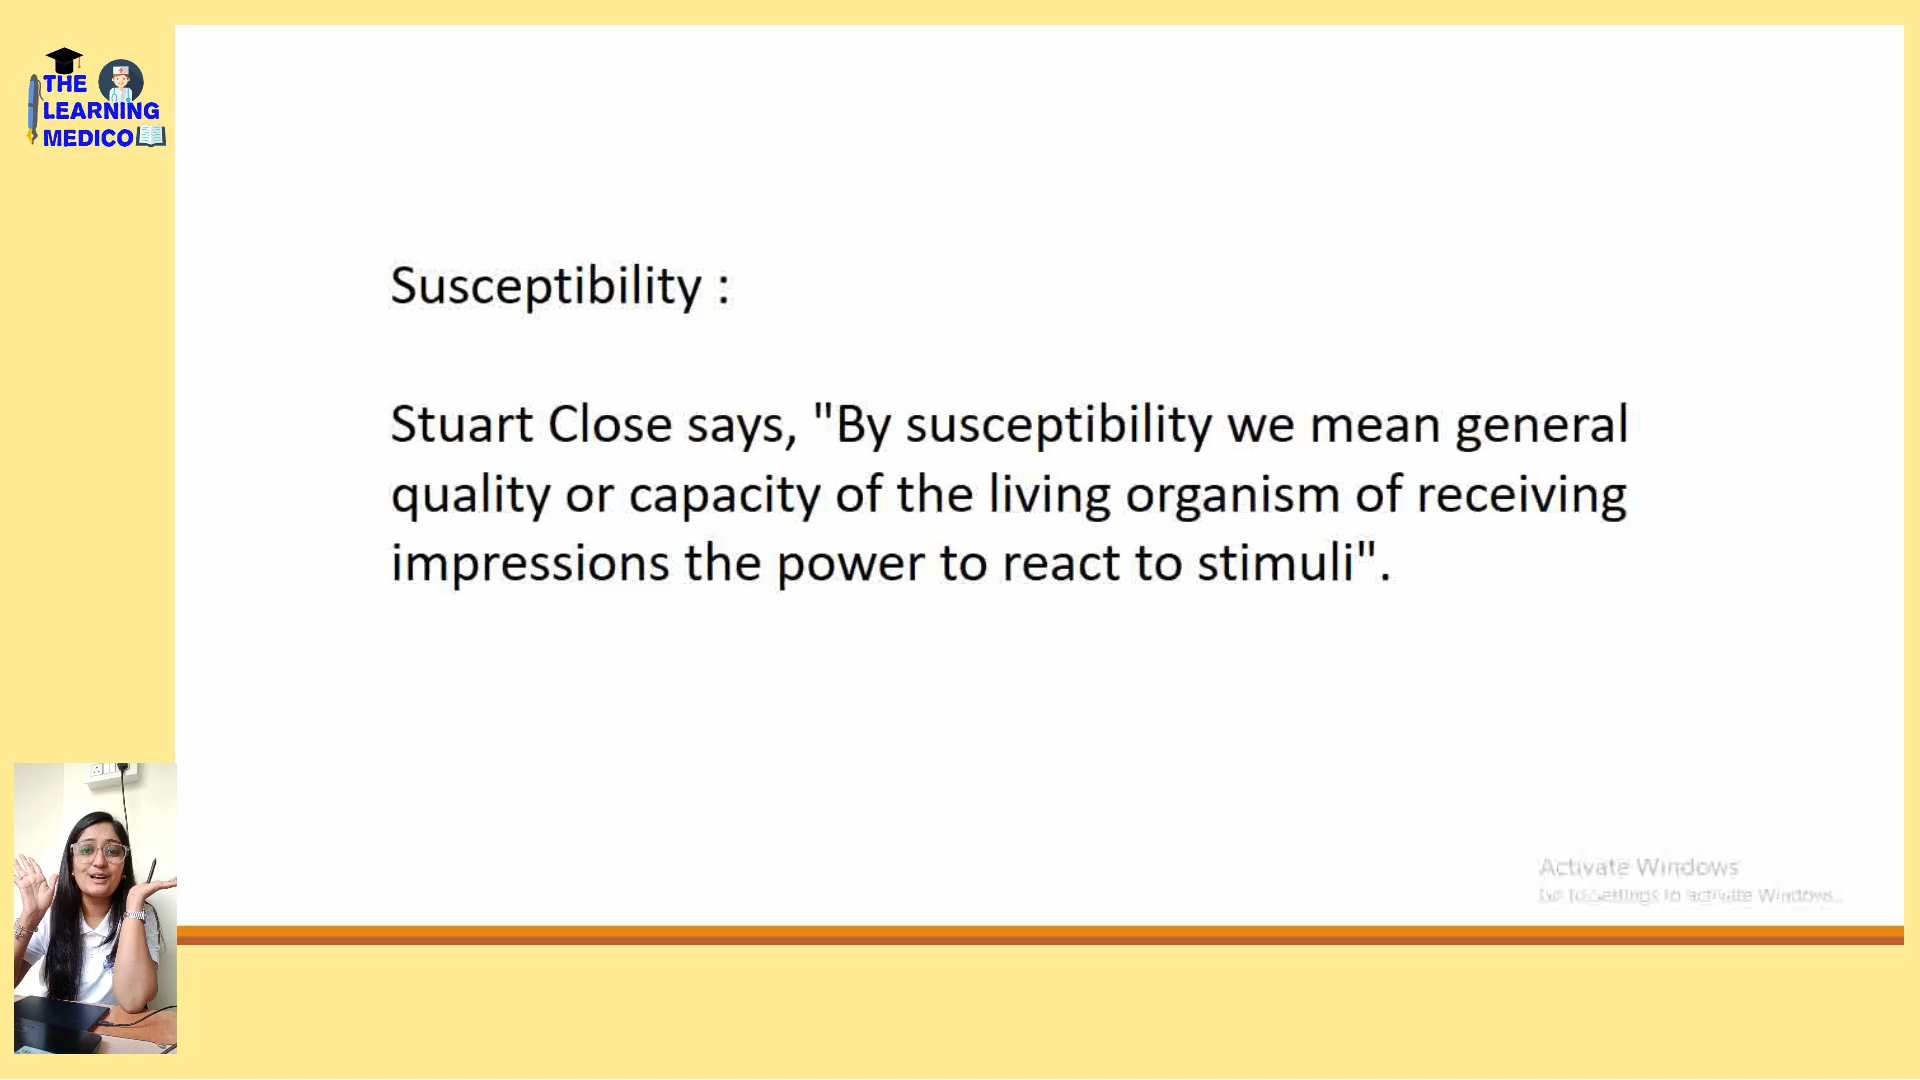 THE
LEARNING
MEDICO
Susceptibility :
Stuart Close says, "By susceptibility we mean general
quality or capacity of the living organism of receiving
impressions the power to react to stimuli".
Activate Windows
Go to Settings to activate Windows.